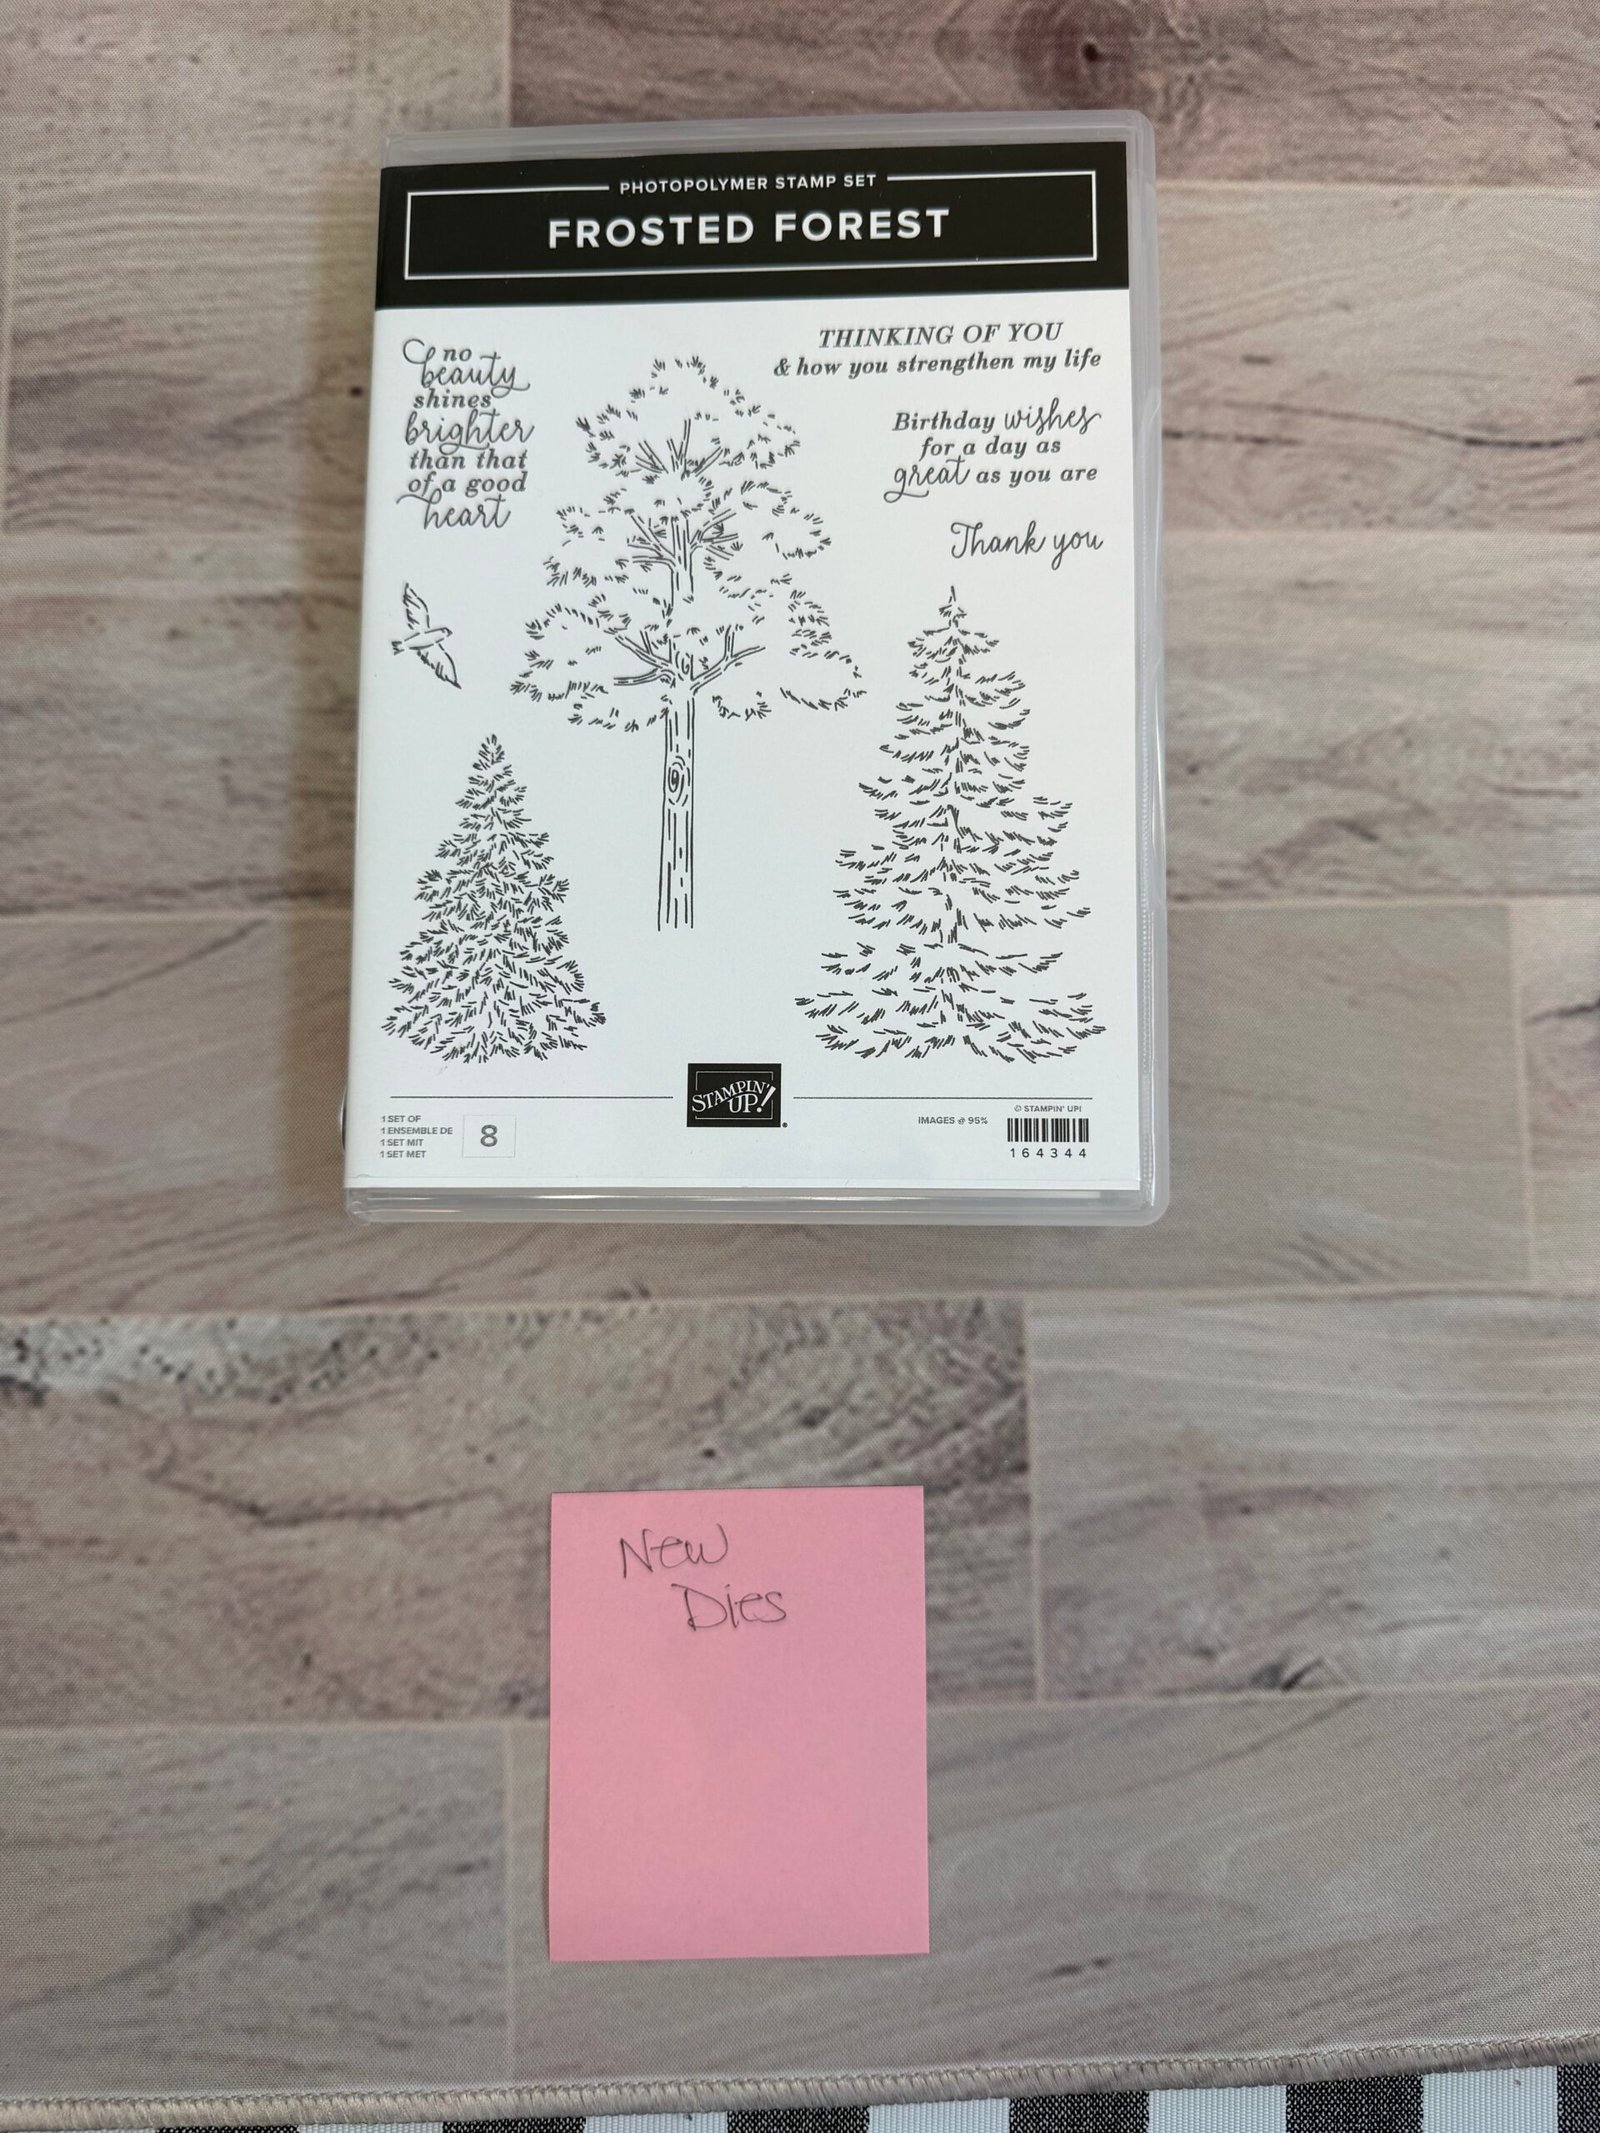 PHOTOPOLYMER STAMP SET
FROSTED FOREST
no
beauty
shines
brighter
than that
of a good
heart
THINKING OF YOU
& how you strengthen my life
Birthday wishes
for a day as
great as you are
Thank you
STAMPIN'
UP!
1 SET OF
1 ENSEMBLE DE
1 SET MIT
1 SET MET
8
IMAGES @ 95%
© STAMPIN' UP!
164344
New
Dies